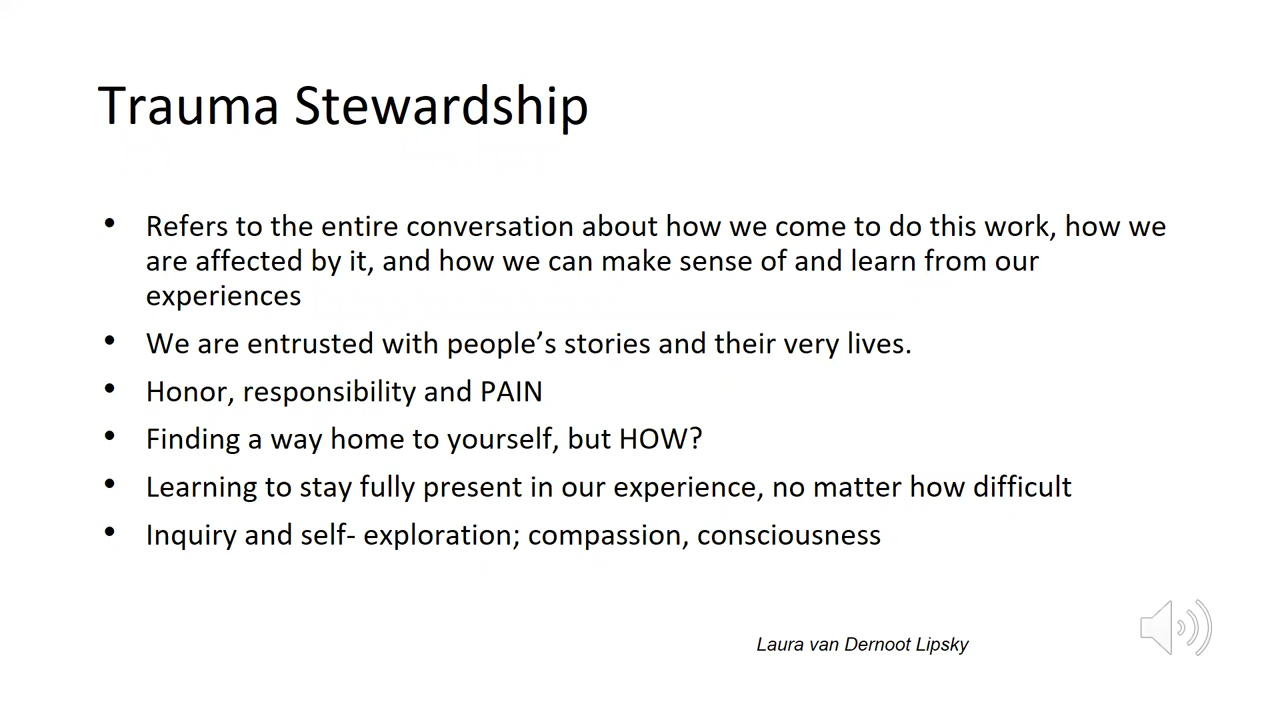 Trauma Stewardship
• Refers to the entire conversation about how we come to do this work, how we
are affected by it, and how we can make sense of and learn from our
experiences
• We are entrusted with people’s stories and their very lives.
• Honor, responsibility and PAIN
• Finding a way home to yourself, but HOW?
• Learning to stay fully present in our experience, no matter how difficult
• Inquiry and self- exploration; compassion, consciousness
Laura van Dernoot Lipsky